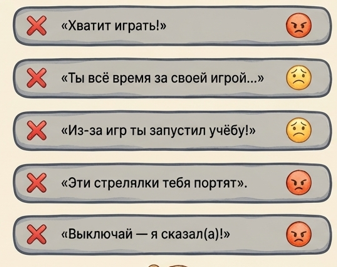 «Хватит играть!»
«Ты всё время за своей игрой...»
«Из-за игр ты запустил учёбу!»
«Эти стрелялки тебя портят».
«Выключай — я сказал(а)!»